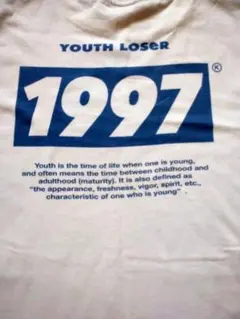 YOUTH LOSeR
1997®
Youth is the time of life when one is young,
and often means the time between childhood and
adulthood (maturity). It is also defined as
"the appearance, freshness, vigor, spirit, etc.,
characteristic of one who is young".